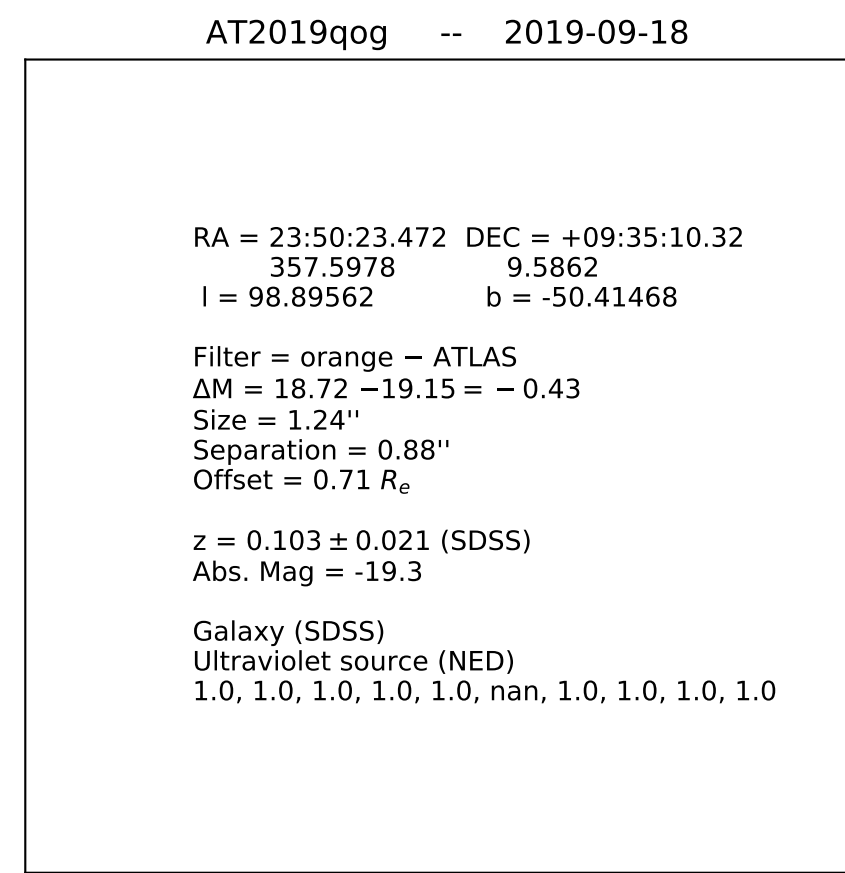 AT2019qog -- 2019-09-18
RA = 23:50:23.472 DEC = +09:35:10.32
357.5978 9.5862
l = 98.89562 b = -50.41468
Filter = orange − ATLAS
ΔM = 18.72 −19.15 = − 0.43
Size = 1.24''
Separation = 0.88''
Offset = 0.71 Re
z = 0.103 ± 0.021 (SDSS)
Abs. Mag = -19.3
Galaxy (SDSS)
Ultraviolet source (NED)
1.0, 1.0, 1.0, 1.0, 1.0, nan, 1.0, 1.0, 1.0, 1.0